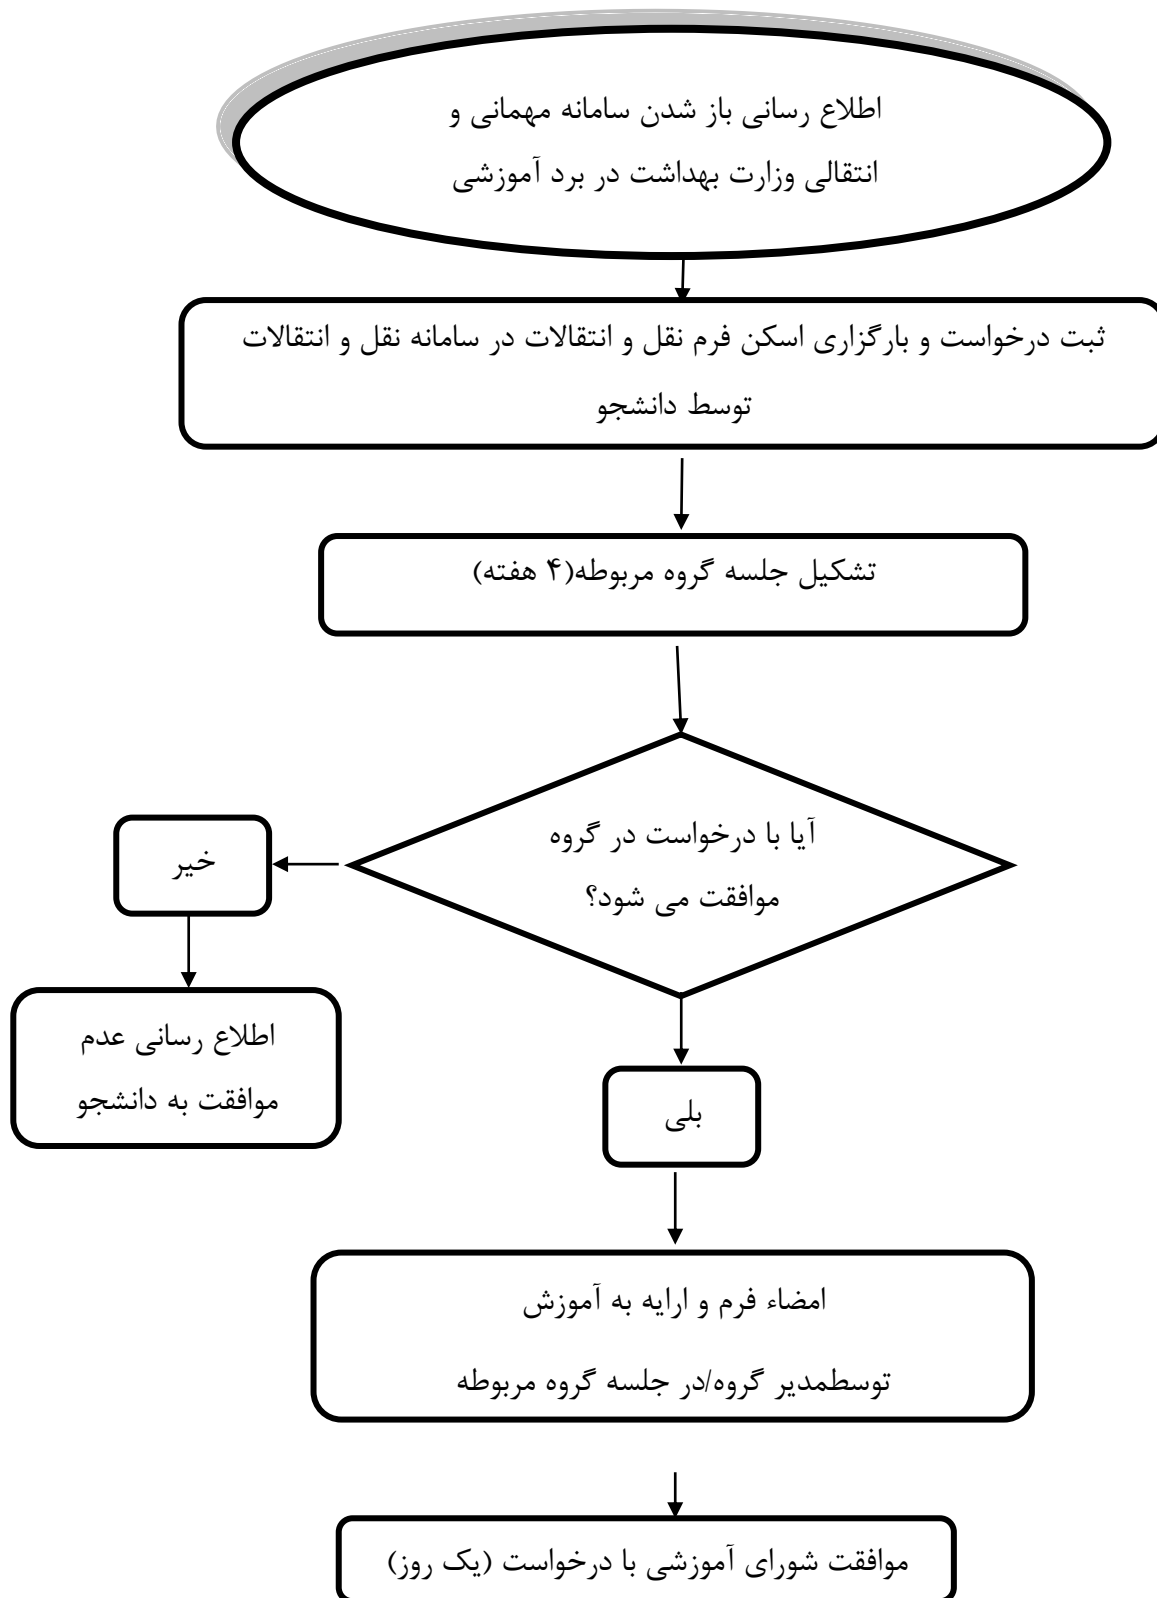 اطلاع رسانی باز شدن سامانه مهمانی و
انتقالی وزارت بهداشت در برد آموزشی
ثبت درخواست و بارگزاری اسکن فرم نقل و انتقالات در سامانه نقل و انتقالات
توسط دانشجو
تشکیل جلسه گروه مربوطه(۴ هفته)
آیا با درخواست در گروه
موافقت می شود؟
خیر
اطلاع رسانی عدم
موافقت به دانشجو
بلی
امضاء فرم و ارایه به آموزش
توسطمدیر گروه/در جلسه گروه مربوطه
موافقت شورای آموزشی با درخواست (یک روز)